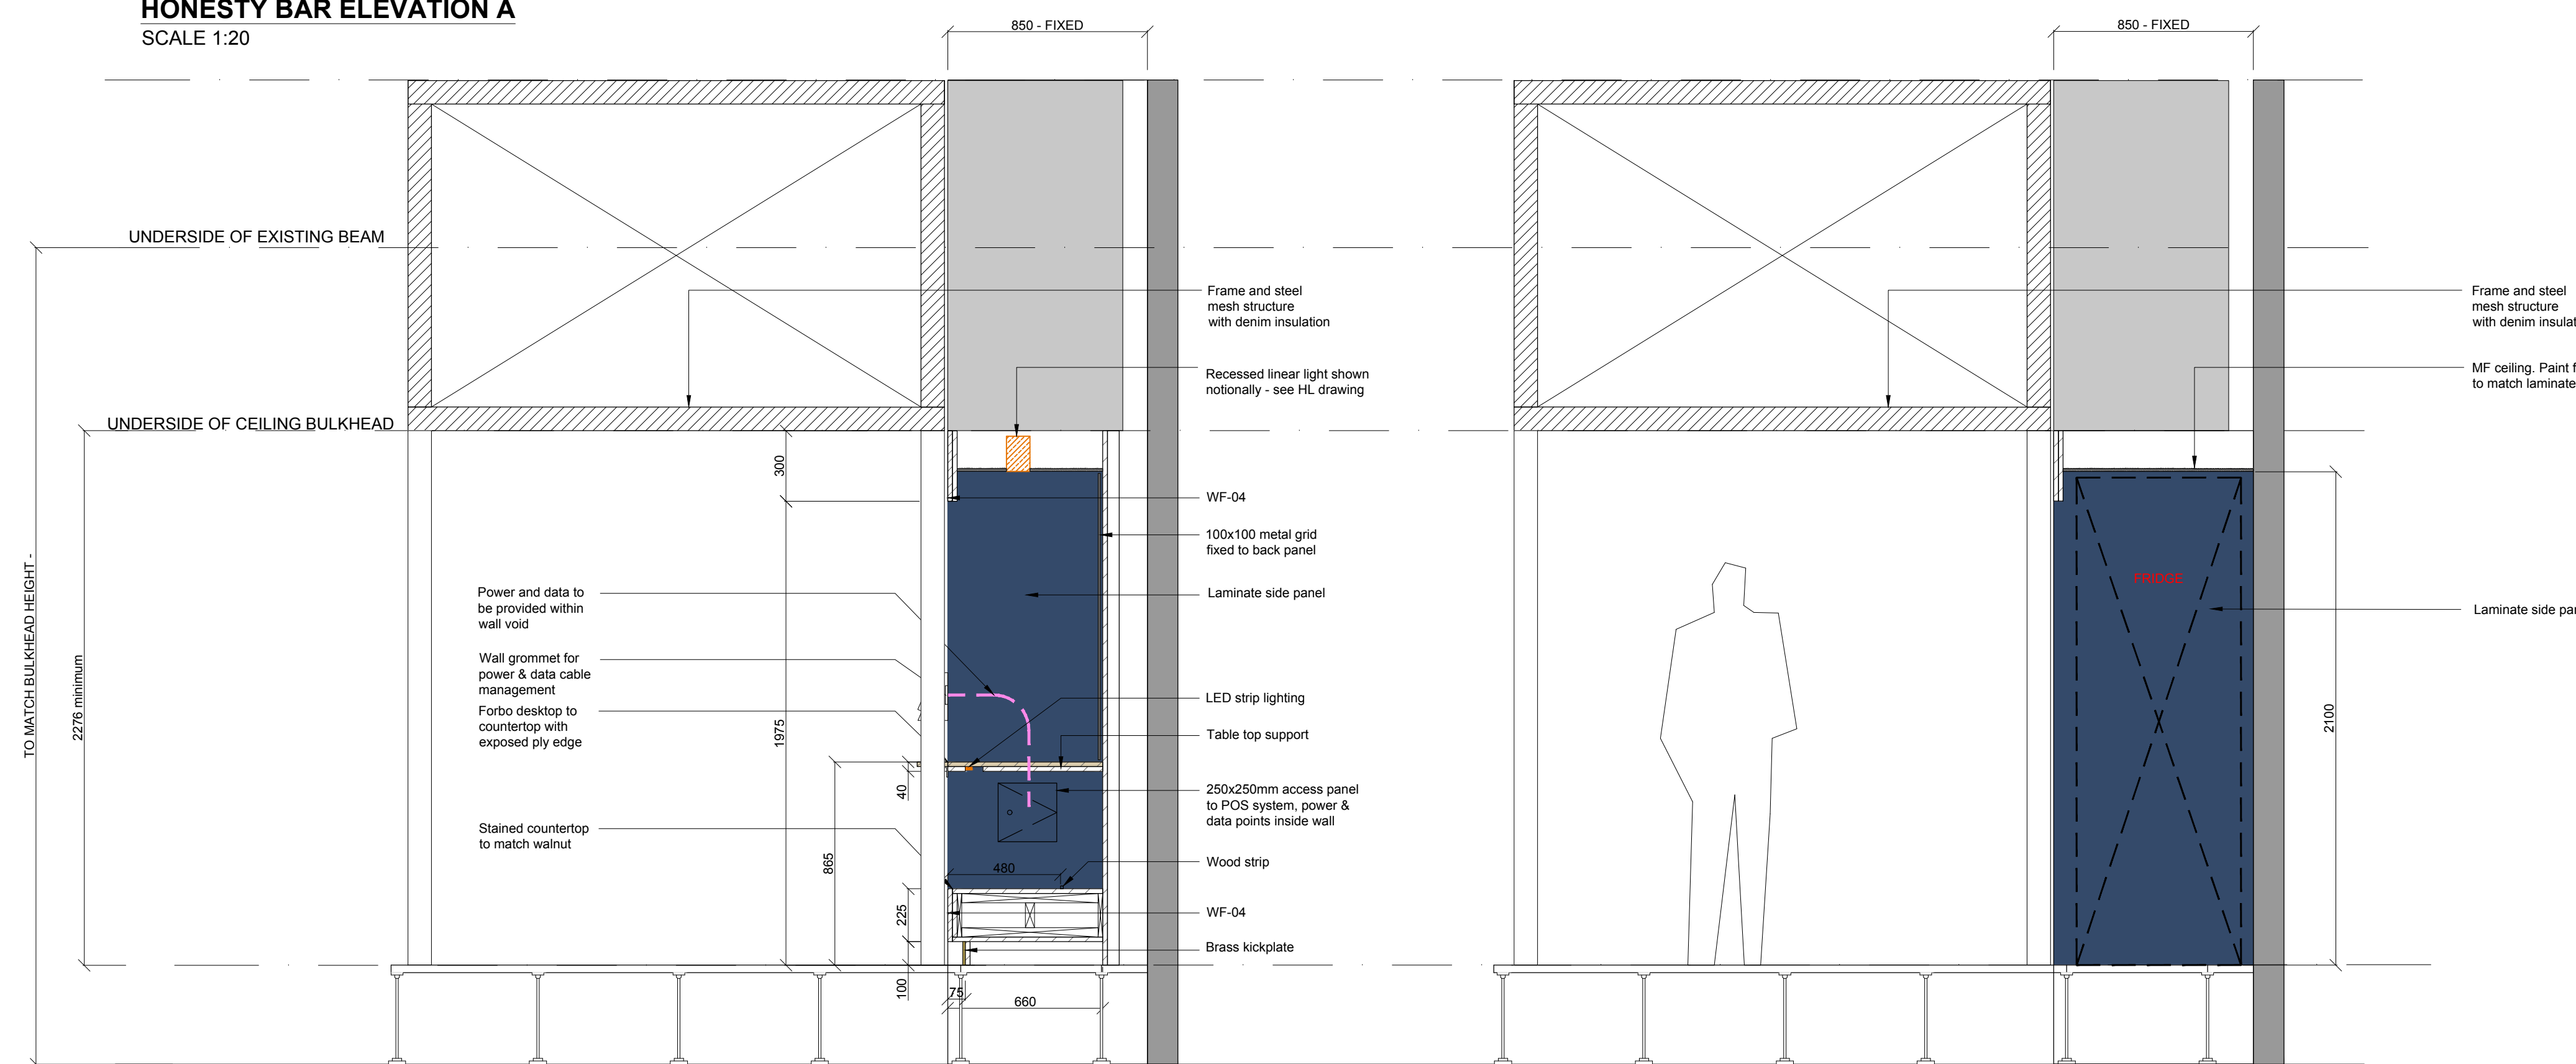 HONESTY BAR ELEVATION A
SCALE 1:20
850 - FIXED
850 - FIXED
UNDERSIDE OF EXISTING BEAM
UNDERSIDE OF CEILING BULKHEAD
TO MATCH BULKHEAD HEIGHT -
2276 minimum
300
1975
865
40
225
100
75
660
480
Power and data to
be provided within
wall void
Wall grommet for
power & data cable
management
Forbo desktop to
countertop with
exposed ply edge
Stained countertop
to match walnut
Frame and steel
mesh structure
with denim insulation
Recessed linear light shown
notionally - see HL drawing
WF-04
100x100 metal grid
fixed to back panel
Laminate side panel
LED strip lighting
Table top support
250x250mm access panel
to POS system, power &
data points inside wall
Wood strip
WF-04
Brass kickplate
FRIDGE
2100
Frame and steel
mesh structure
with denim insulat
MF ceiling. Paint f
to match laminate
Laminate side par